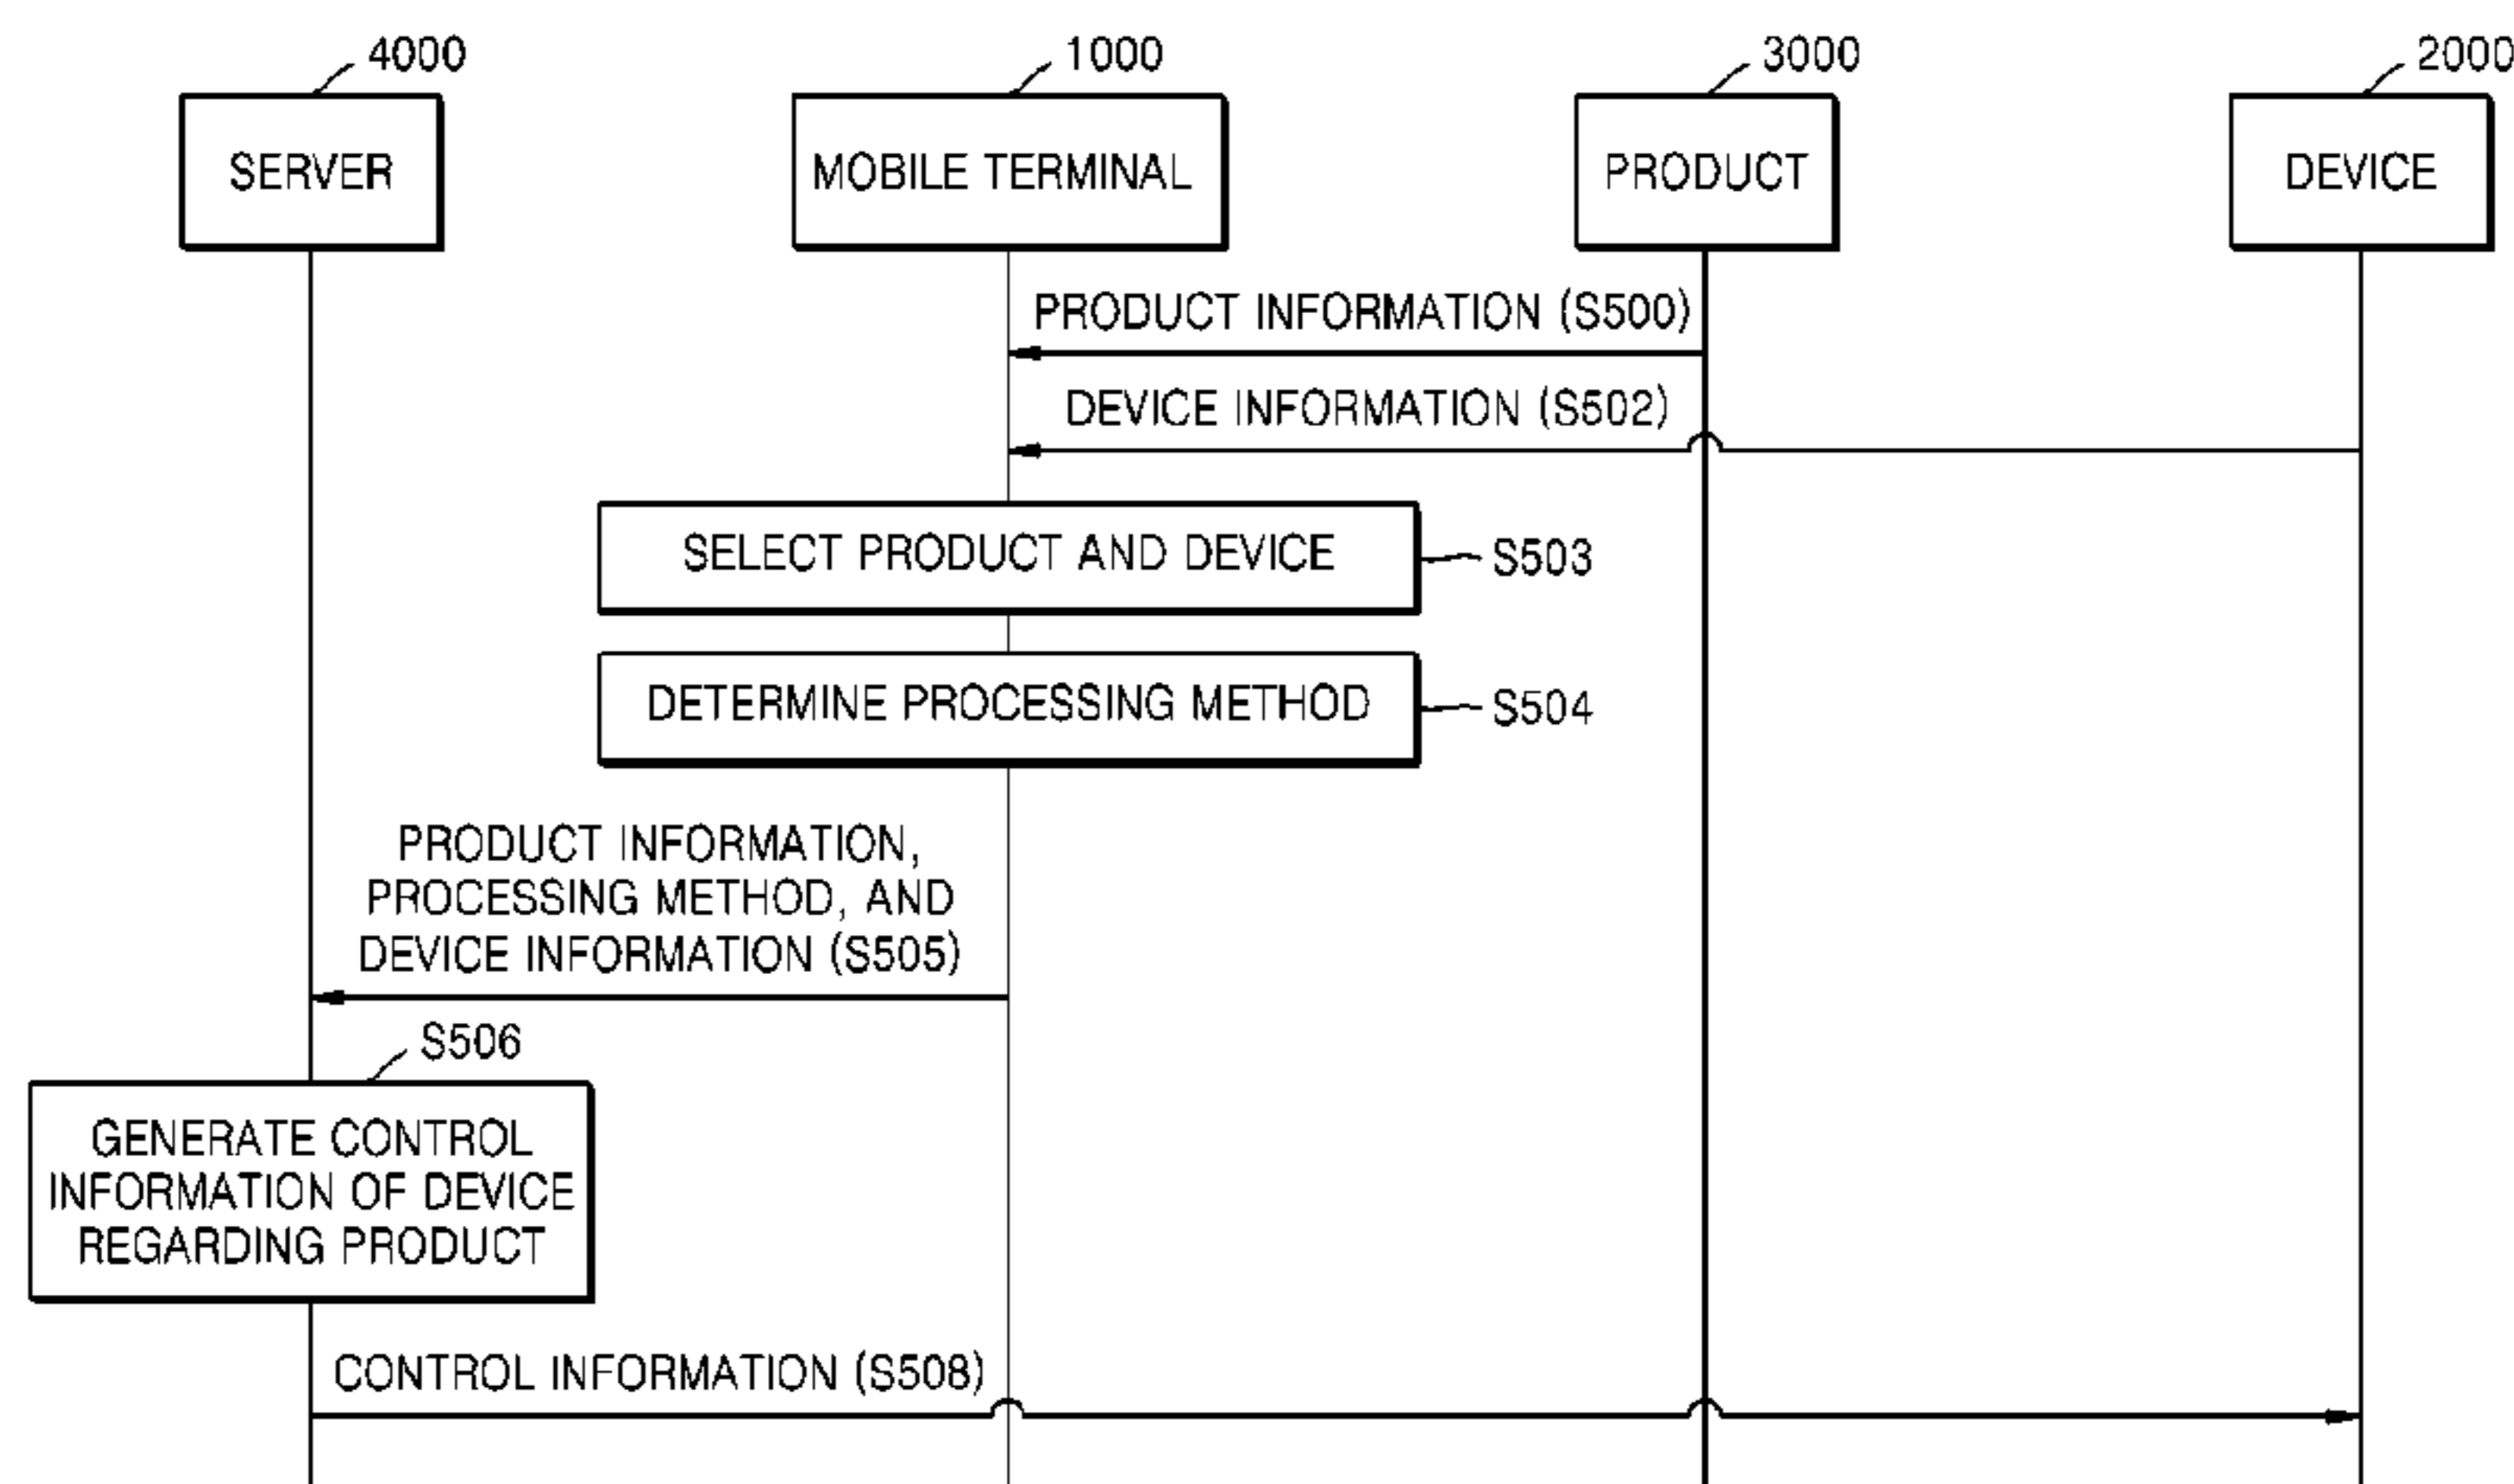 4000
1000
3000
2000
SERVER
MOBILE TERMINAL
PRODUCT
DEVICE
PRODUCT INFORMATION (S500)
DEVICE INFORMATION (S502)
SELECT PRODUCT AND DEVICE
S503
DETERMINE PROCESSING METHOD
S504
PRODUCT INFORMATION,
PROCESSING METHOD, AND
DEVICE INFORMATION (S505)
S506
GENERATE CONTROL
INFORMATION OF DEVICE
REGARDING PRODUCT
CONTROL INFORMATION (S508)